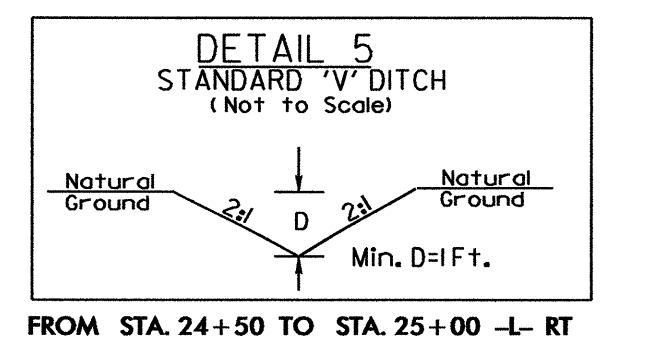 DETAIL 5
STANDARD 'V' DITCH
(Not to Scale)
Natural
Ground
2:1
D
2:1
Natural
Ground
Min. D=1Ft.
FROM STA. 24+50 TO STA. 25+00 -L- RT